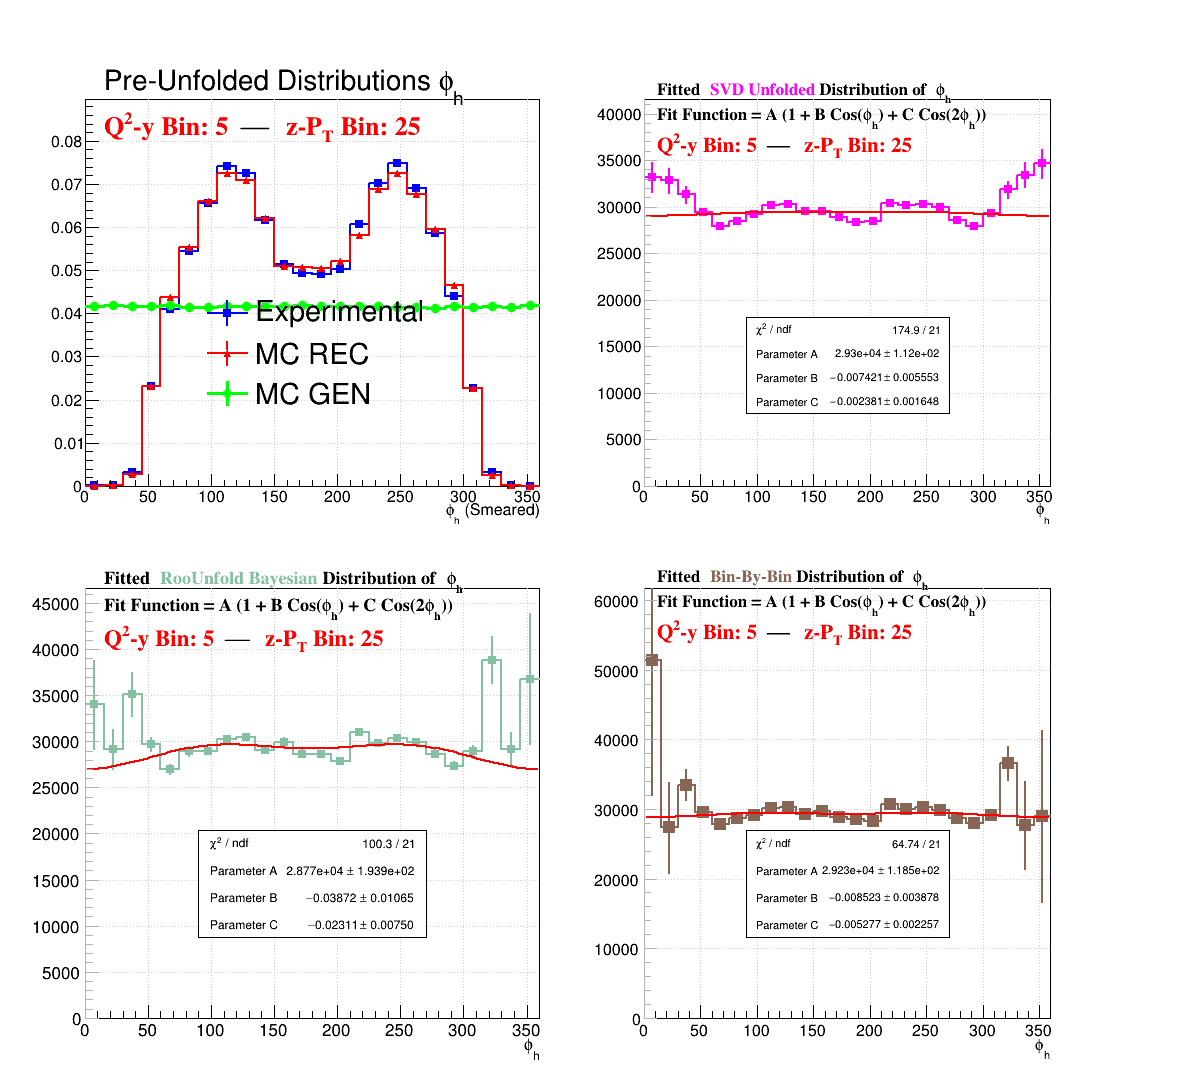 Pre-Unfolded Distributions ϕh
Q2-y Bin: 5 — z-PT Bin: 25
0.08
0.07
0.06
0.05
0.04
0.03
0.02
0.01
0
Experimental
MC REC
MC GEN
0 50 100 150 200 250 300 350
ϕh (Smeared)
Fitted SVD Unfolded Distribution of ϕh
Fit Function = A (1 + B Cos(ϕh) + C Cos(2ϕh))
Q2-y Bin: 5 — z-PT Bin: 25
40000
35000
30000
25000
20000
15000
10000
5000
0
χ2 / ndf 174.9 / 21
Parameter A 2.93e+04 ± 1.12e+02
Parameter B −0.007421 ± 0.005553
Parameter C −0.002381 ± 0.001648
0 50 100 150 200 250 300 350
ϕh
Fitted RooUnfold Bayesian Distribution of ϕh
Fit Function = A (1 + B Cos(ϕh) + C Cos(2ϕh))
Q2-y Bin: 5 — z-PT Bin: 25
45000
40000
35000
30000
25000
20000
15000
10000
5000
0
χ2 / ndf 100.3 / 21
Parameter A 2.877e+04 ± 1.939e+02
Parameter B −0.03872 ± 0.01065
Parameter C −0.02311 ± 0.00750
0 50 100 150 200 250 300 350
ϕh
Fitted Bin-By-Bin Distribution of ϕh
Fit Function = A (1 + B Cos(ϕh) + C Cos(2ϕh))
Q2-y Bin: 5 — z-PT Bin: 25
60000
50000
40000
30000
20000
10000
0
χ2 / ndf 64.74 / 21
Parameter A 2.923e+04 ± 1.185e+02
Parameter B −0.008523 ± 0.003878
Parameter C −0.005277 ± 0.002257
0 50 100 150 200 250 300 350
ϕh